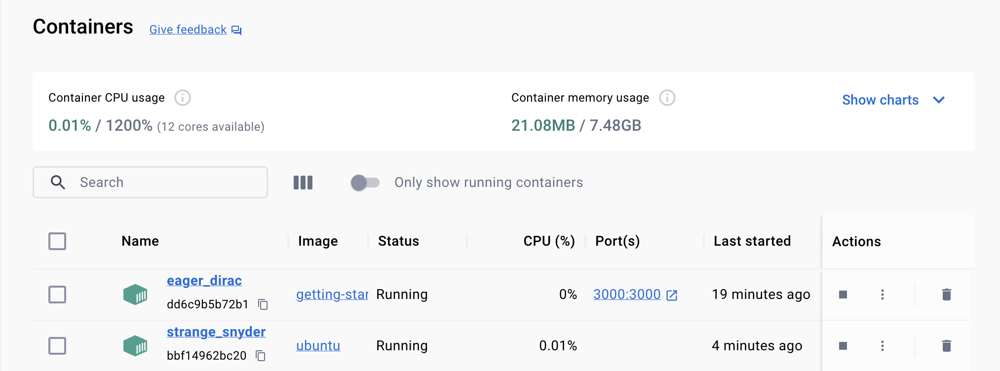 Containers Give feedback
Container CPU usage
0.01% / 1200% (12 cores available)
Container memory usage
21.08MB / 7.48GB
Show charts
Search
Only show running containers
Name Image Status CPU (%) Port(s) Last started Actions
eager_dirac
dd6c9b5b72b1
getting-star Running 0% 3000:3000 19 minutes ago
strange_snyder
bbf14962bc20
ubuntu Running 0.01% 4 minutes ago